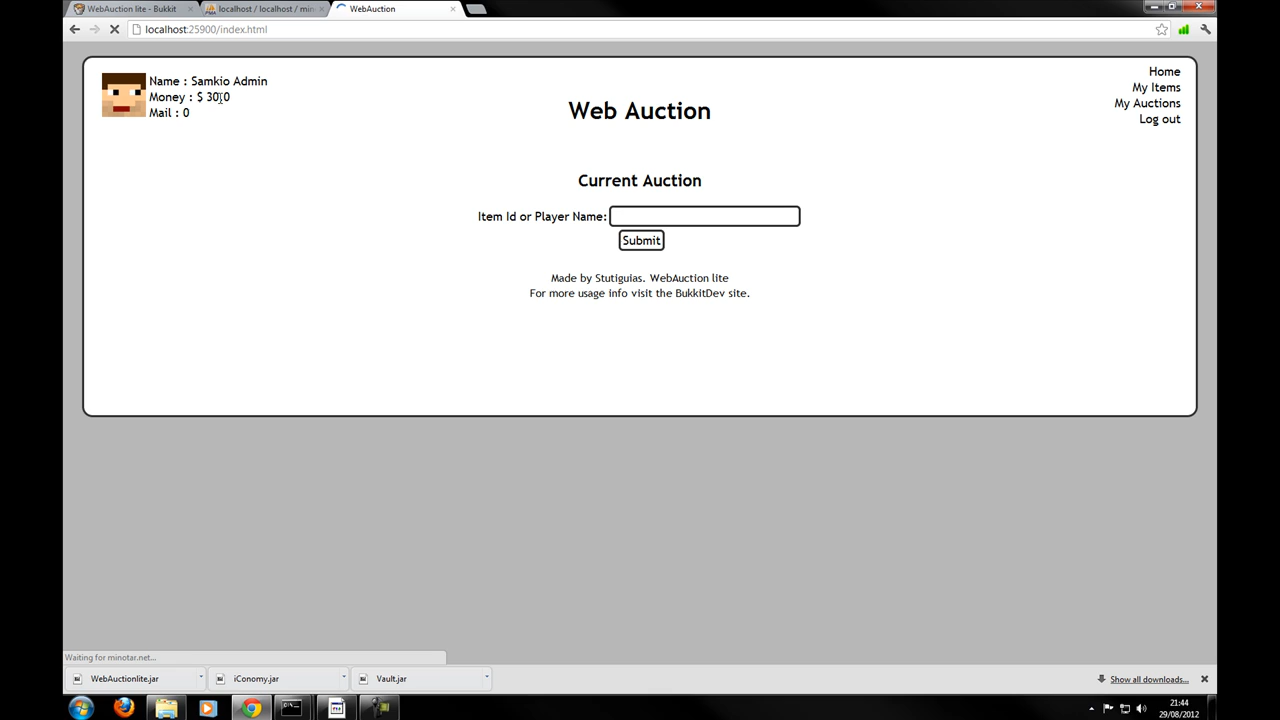 WebAuction lite - Bukkit
localhost / localhost / min
WebAuction
localhost:25900/index.html
Name : Samkio Admin
Money : $ 30.0
Mail : 0
Home
My Items
My Auctions
Log out
Web Auction
Current Auction
Item Id or Player Name:
Submit
Made by Stutiguias. WebAuction lite
For more usage info visit the BukkitDev site.
Waiting for minotar.net...
WebAuctionlite.jar
iConomy.jar
Vault.jar
Show all downloads...
21:44
29/08/2012